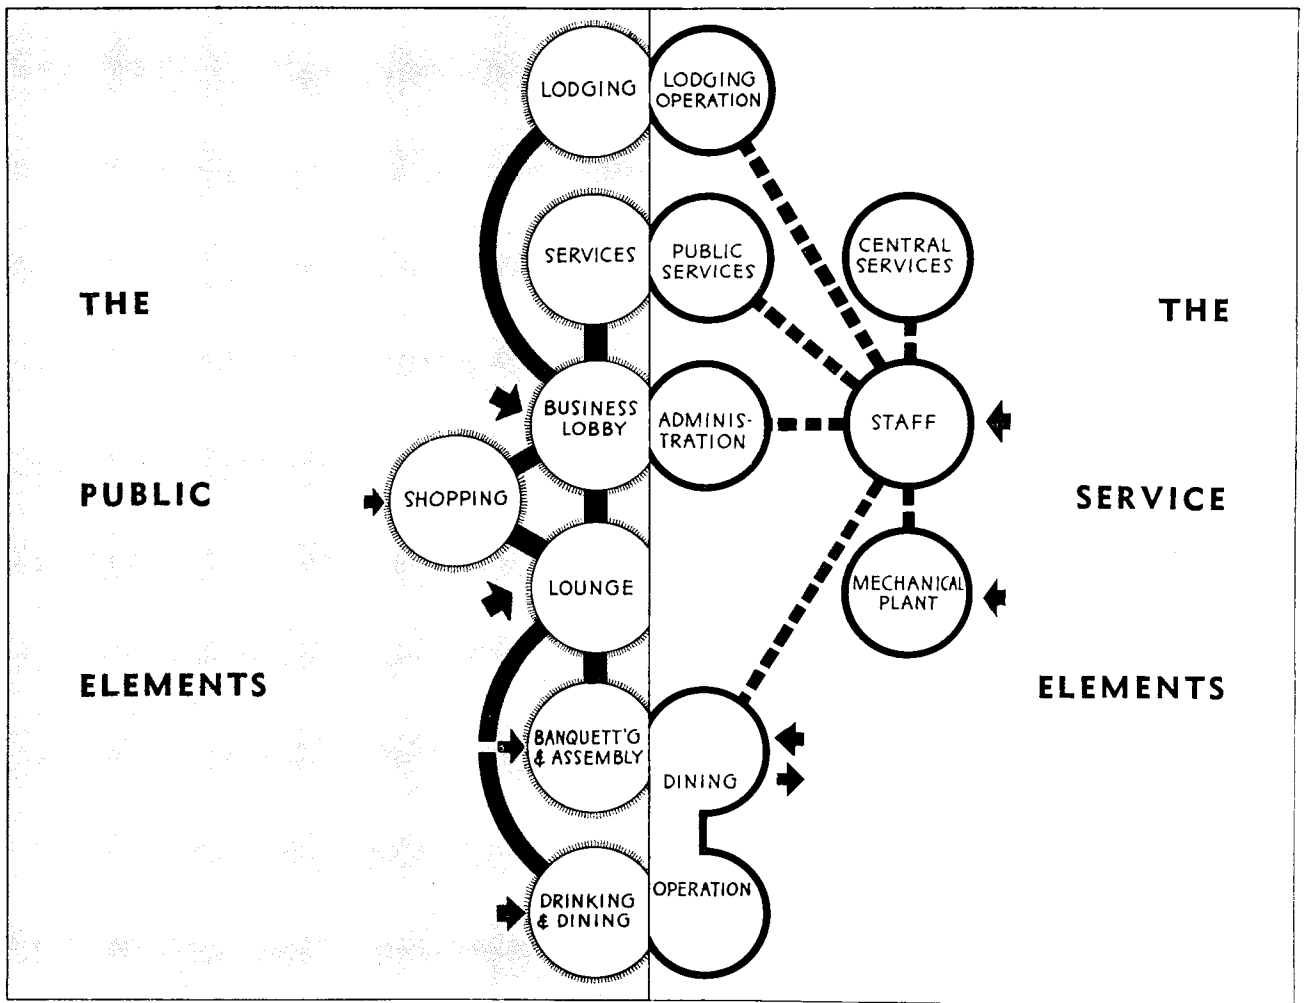 LODGING
LODGING
OPERATION
SERVICES
PUBLIC
SERVICES
CENTRAL
SERVICES
THE
THE
BUSINESS
LOBBY
ADMINIS-
TRATION
STAFF
SHOPPING
PUBLIC
SERVICE
LOUNGE
MECHANICAL
PLANT
ELEMENTS
ELEMENTS
BANQUETT'G
& ASSEMBLY
DINING
OPERATION
DRINKING
& DINING